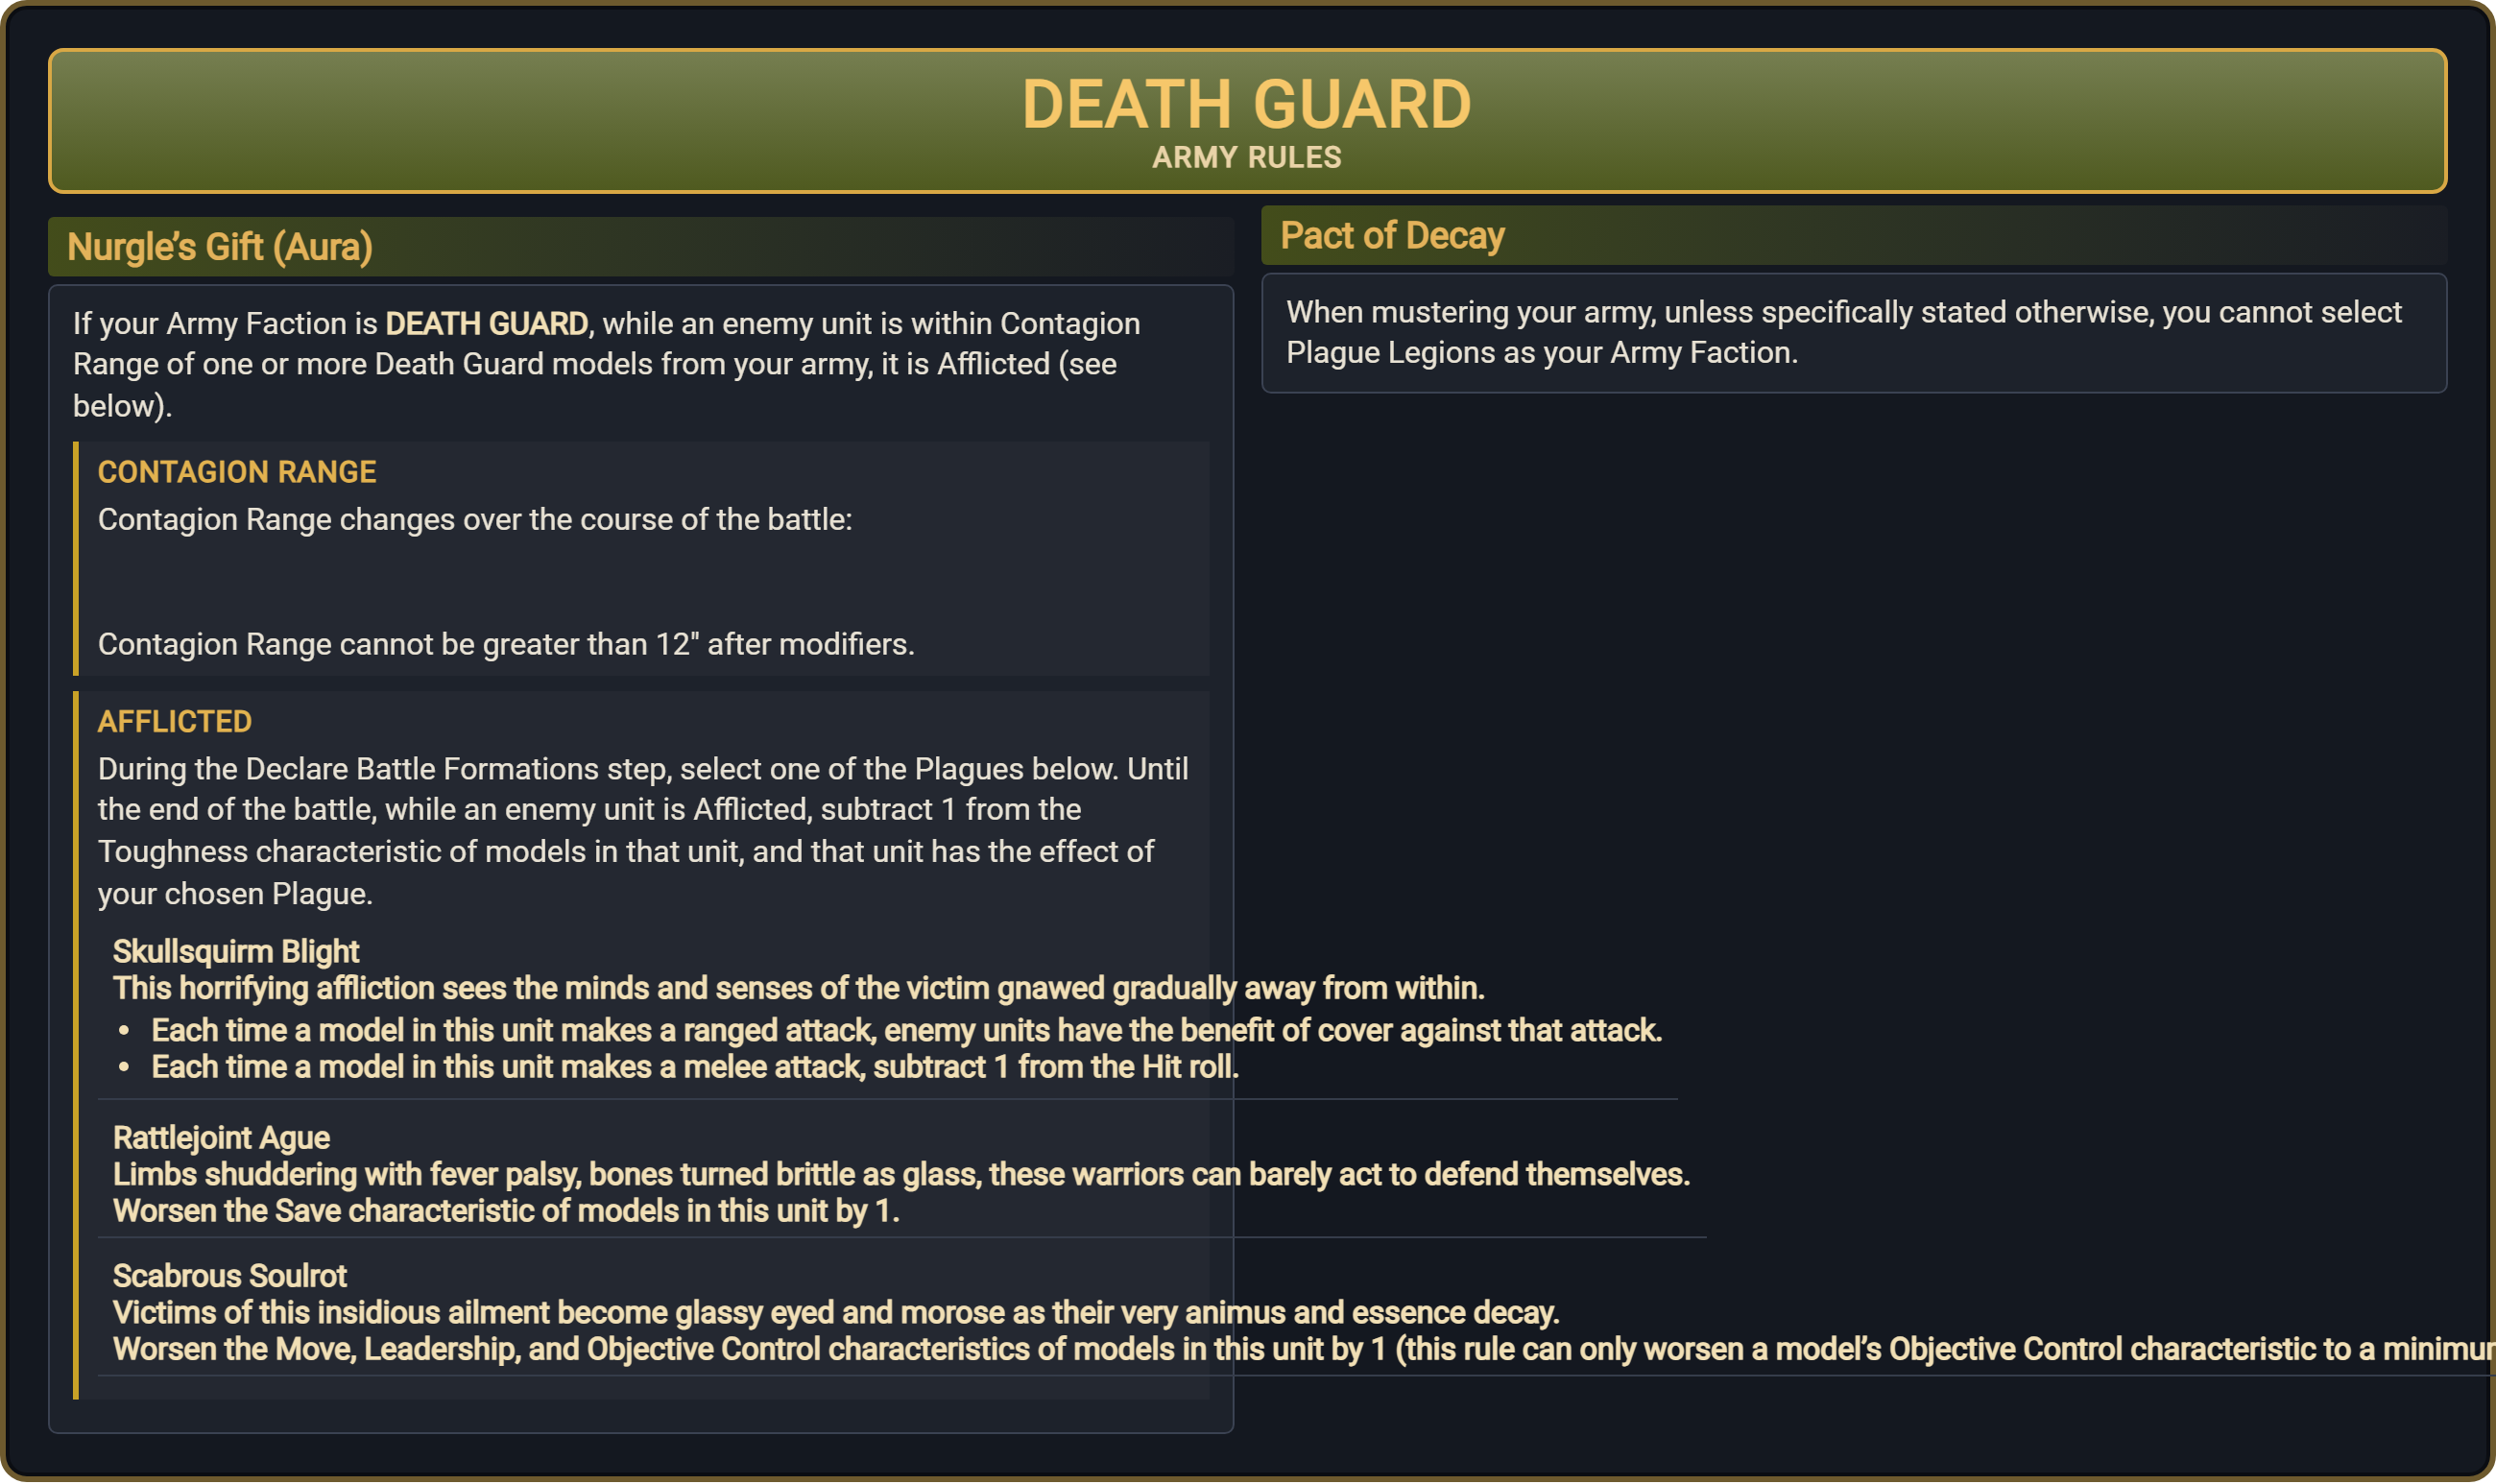 DEATH GUARD
ARMY RULES
Nurgle’s Gift (Aura)
If your Army Faction is DEATH GUARD, while an enemy unit is within Contagion
Range of one or more Death Guard models from your army, it is Afflicted (see
below).
CONTAGION RANGE
Contagion Range changes over the course of the battle:
Contagion Range cannot be greater than 12" after modifiers.
AFFLICTED
During the Declare Battle Formations step, select one of the Plagues below. Until
the end of the battle, while an enemy unit is Afflicted, subtract 1 from the
Toughness characteristic of models in that unit, and that unit has the effect of
your chosen Plague.
Skullsquirm Blight
This horrifying affliction sees the minds and senses of the victim gnawed gradually away from within.
• Each time a model in this unit makes a ranged attack, enemy units have the benefit of cover against that attack.
• Each time a model in this unit makes a melee attack, subtract 1 from the Hit roll.
Rattlejoint Ague
Limbs shuddering with fever palsy, bones turned brittle as glass, these warriors can barely act to defend themselves.
Worsen the Save characteristic of models in this unit by 1.
Scabrous Soulrot
Victims of this insidious ailment become glassy eyed and morose as their very animus and essence decay.
Worsen the Move, Leadership, and Objective Control characteristics of models in this unit by 1 (this rule can only worsen a model’s Objective Control characteristic to a
Pact of Decay
When mustering your army, unless specifically stated otherwise, you cannot select
Plague Legions as your Army Faction.